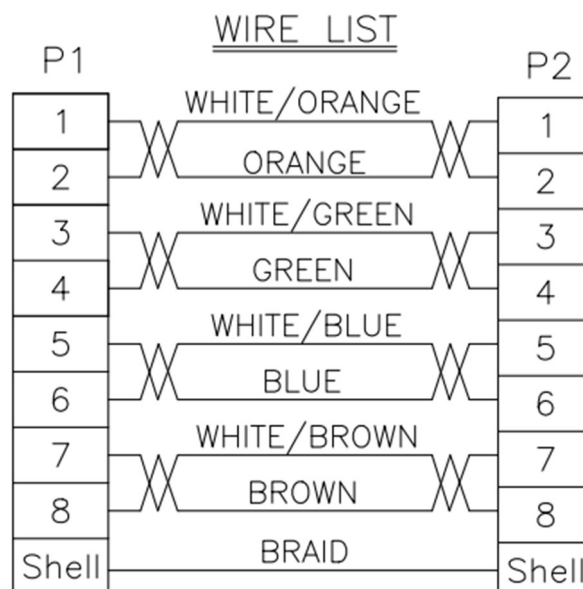 WIRE LIST
P1
P2
1 WHITE/ORANGE 1
2 ORANGE 2
3 WHITE/GREEN 3
4 GREEN 4
5 WHITE/BLUE 5
6 BLUE 6
7 WHITE/BROWN 7
8 BROWN 8
Shell BRAID Shell